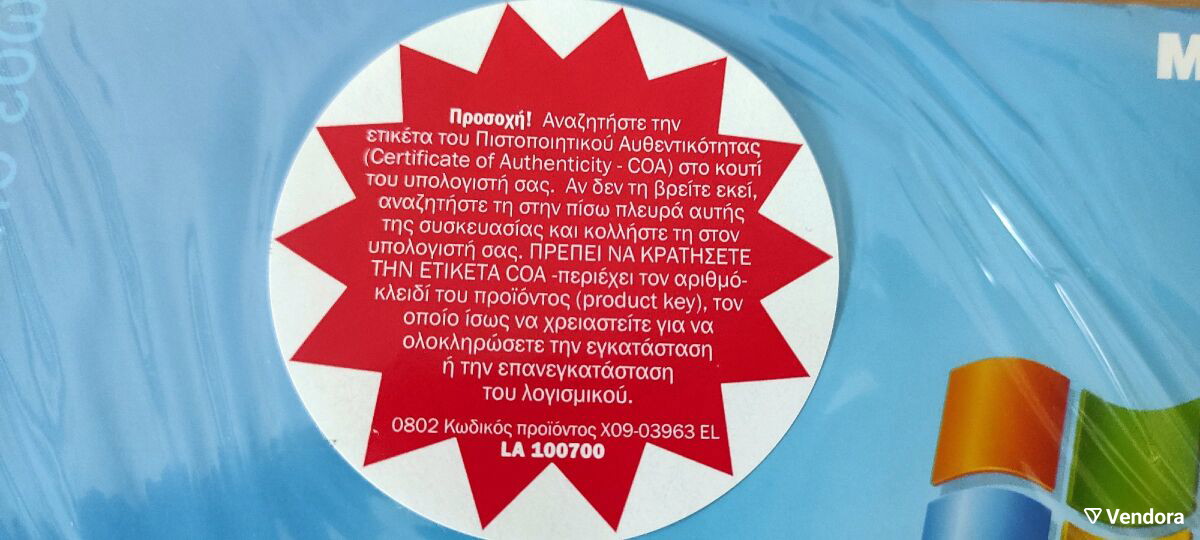 M
Προσοχή! Αναζητήστε την
ετικέτα του Πιστοποιητικού Αυθεντικότητας
(Certificate of Authenticity - COA) στο κουτί
του υπολογιστή σας. Αν δεν τη βρείτε εκεί,
αναζητήστε τη στην πίσω πλευρά αυτής
της συσκευασίας και κολλήστε τη στον
υπολογιστή σας. ΠΡΕΠΕΙ ΝΑ ΚΡΑΤΗΣΕΤΕ
ΤΗΝ ΕΤΙΚΕΤΑ COA -περιέχει τον αριθμό-
κλειδί του προϊόντος (product key), τον
οποίο ίσως να χρειαστείτε για να
ολοκληρώσετε την εγκατάσταση
ή την επανεγκατάσταση
του λογισμικού.
0802 Κωδικός προϊόντος X09-03963 EL
LA 100700
Vendora